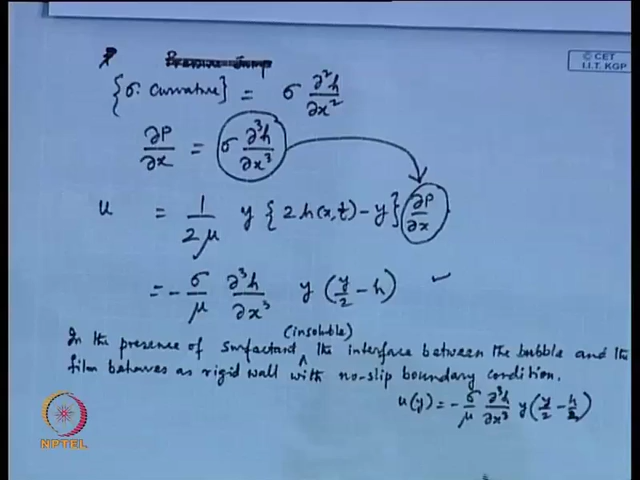 © CET
I.I.T. KGP
{σ. Curvature} = σ ∂²h/∂x²
∂P/∂x = σ ∂³h/∂x³
u = 1/2μ y {2h(x,t) - y} ∂P/∂x
= - σ/μ ∂³h/∂x³ y (y/2 - h) ✓
In the presence of surfactant (insoluble) the interface between the bubble and the
film behaves as rigid wall with no-slip boundary condition.
u(y) = - σ/μ ∂³h/∂x³ y (y/2 - h/2)
NPTEL